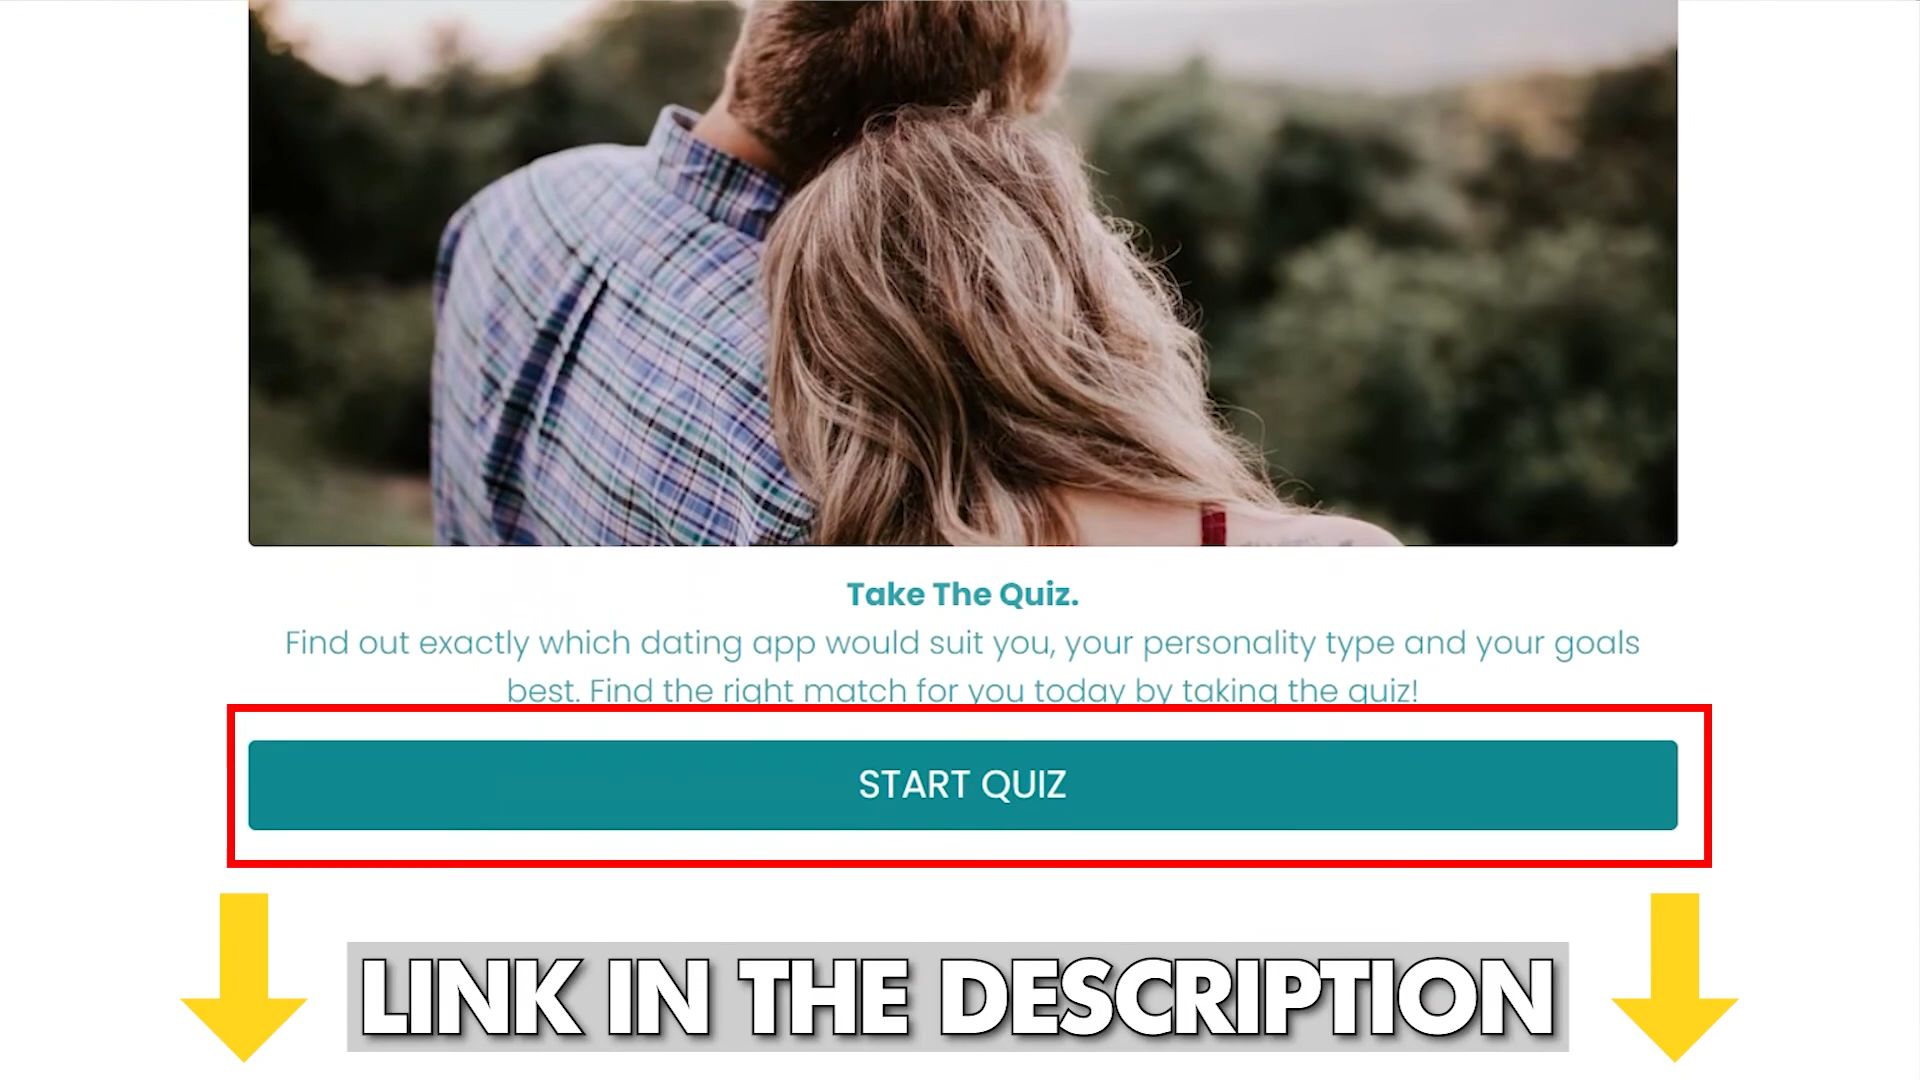 Take The Quiz.
Find out exactly which dating app would suit you, your personality type and your goals
best. Find the right match for you today by taking the quiz!
START QUIZ
LINK IN THE DESCRIPTION